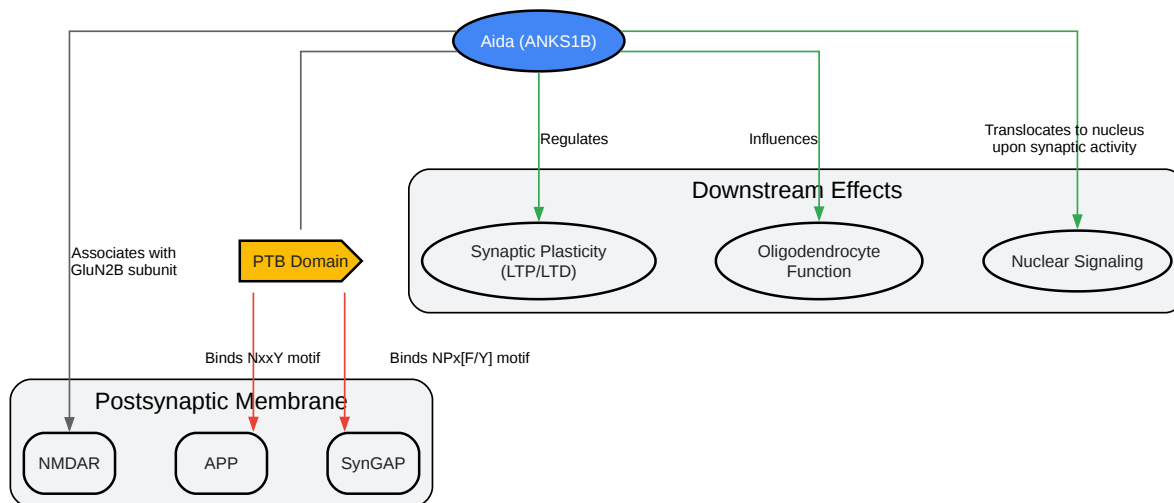 Aida (ANKS1B)
Regulates
Influences
Translocates to nucleus
upon synaptic activity
Downstream Effects
Associates with
GluN2B subunit
PTB Domain
Synaptic Plasticity
(LTP/LTD)
Oligodendrocyte
Function
Nuclear Signaling
Binds NxxY motif
Binds NPx[F/Y] motif
Postsynaptic Membrane
NMDAR
APP
SynGAP